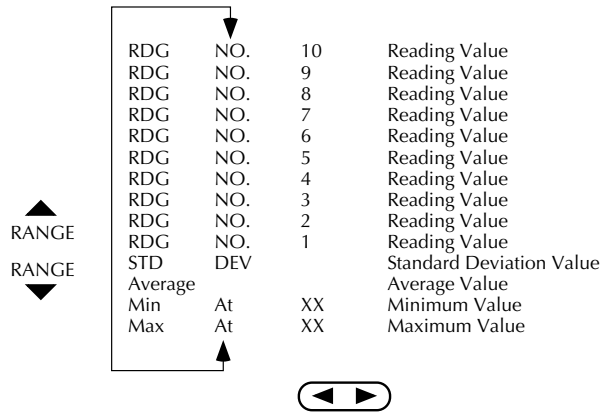 RDG NO. 10 Reading Value
RDG NO. 9 Reading Value
RDG NO. 8 Reading Value
RDG NO. 7 Reading Value
RDG NO. 6 Reading Value
RDG NO. 5 Reading Value
RDG NO. 4 Reading Value
RDG NO. 3 Reading Value
RDG NO. 2 Reading Value
RDG NO. 1 Reading Value
STD DEV Standard Deviation Value
Average Average Value
Min At XX Minimum Value
Max At XX Maximum Value
RANGE
RANGE